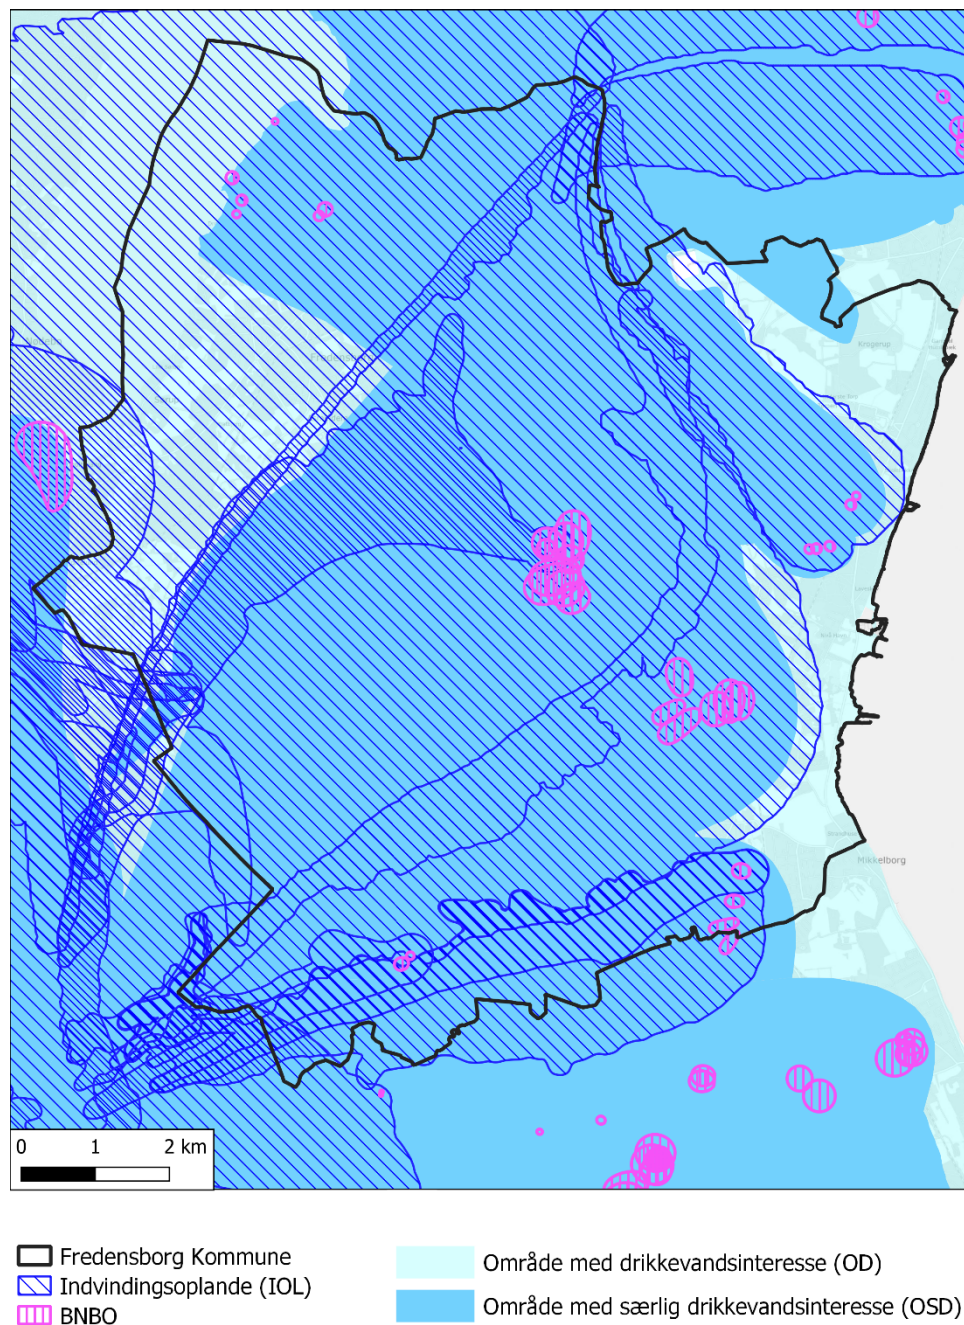 Krogerup
Mikkelborg
0 1 2 km
Fredensborg Kommune
Indvindingsoplande (IOL)
BNBO
Område med drikkevandsinteresse (OD)
Område med særlig drikkevandsinteresse (OSD)